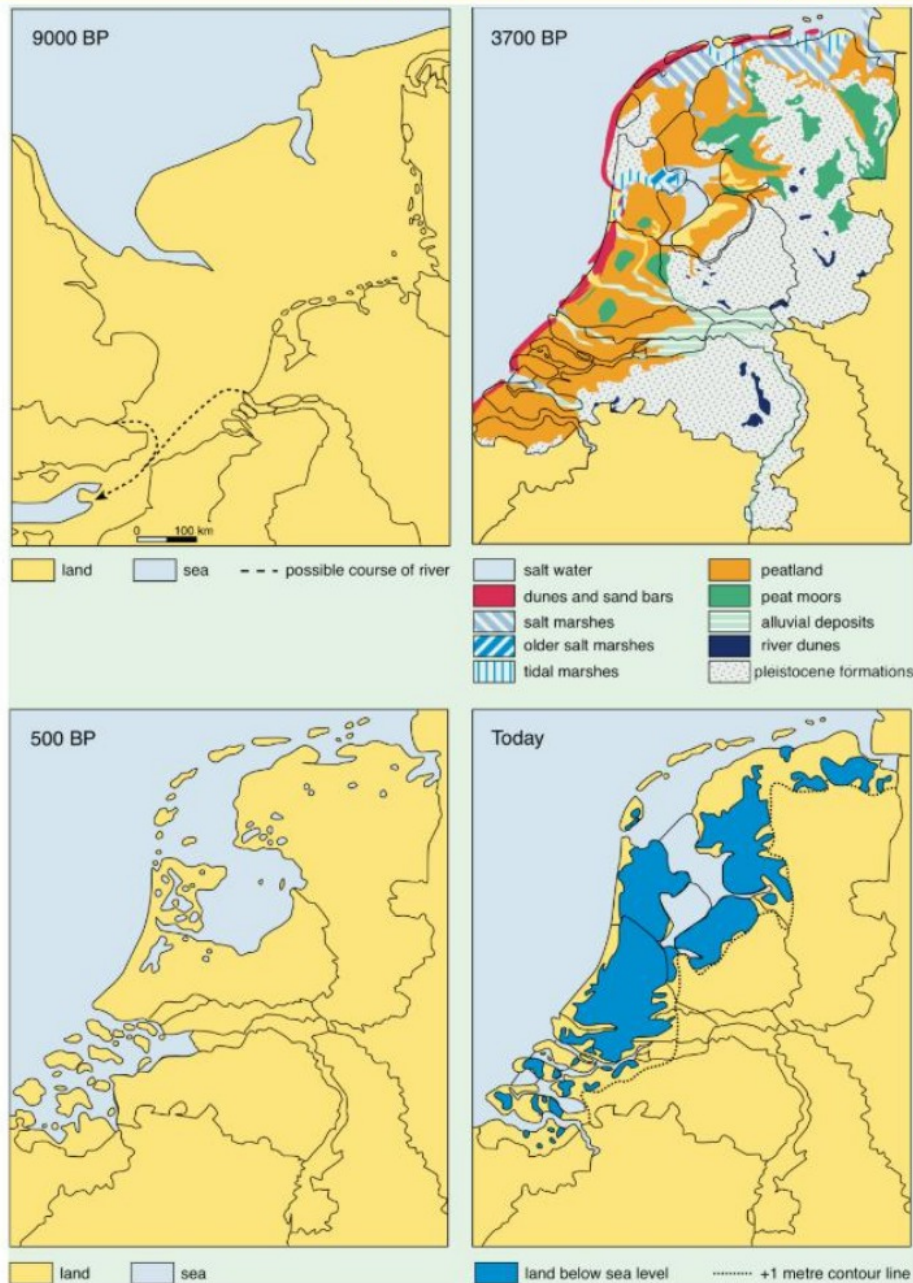 9000 BP
3700 BP
0 100 km
land
sea
possible course of river
salt water
dunes and sand bars
salt marshes
older salt marshes
tidal marshes
peatland
peat moors
alluvial deposits
river dunes
pleistocene formations
500 BP
Today
land
sea
land below sea level
+1 metre contour line